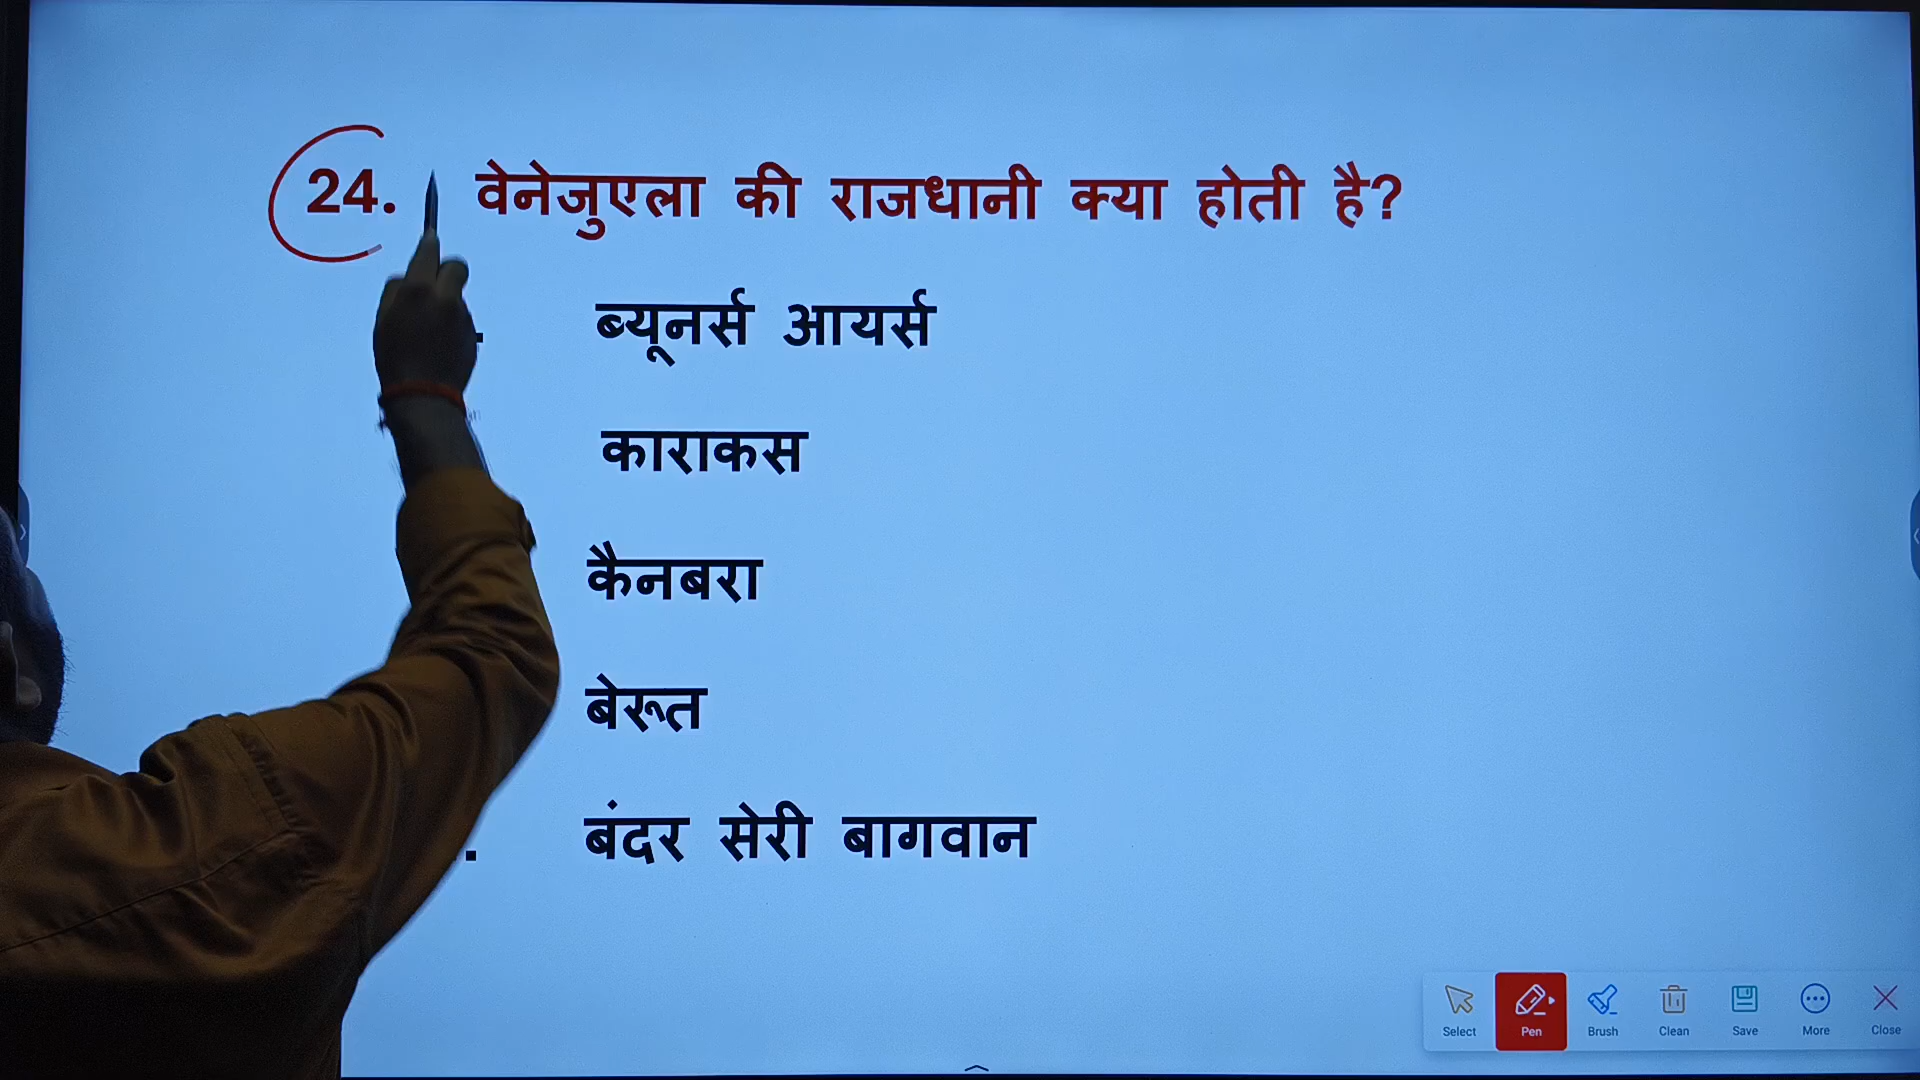 24. वेनेजुएला की राजधानी क्या होती है?
ब्यूनर्स आयर्स
काराकस
कैनबरा
बेरूत
बंदर सेरी बागवान
Select Pen Brush Clean Save More Close